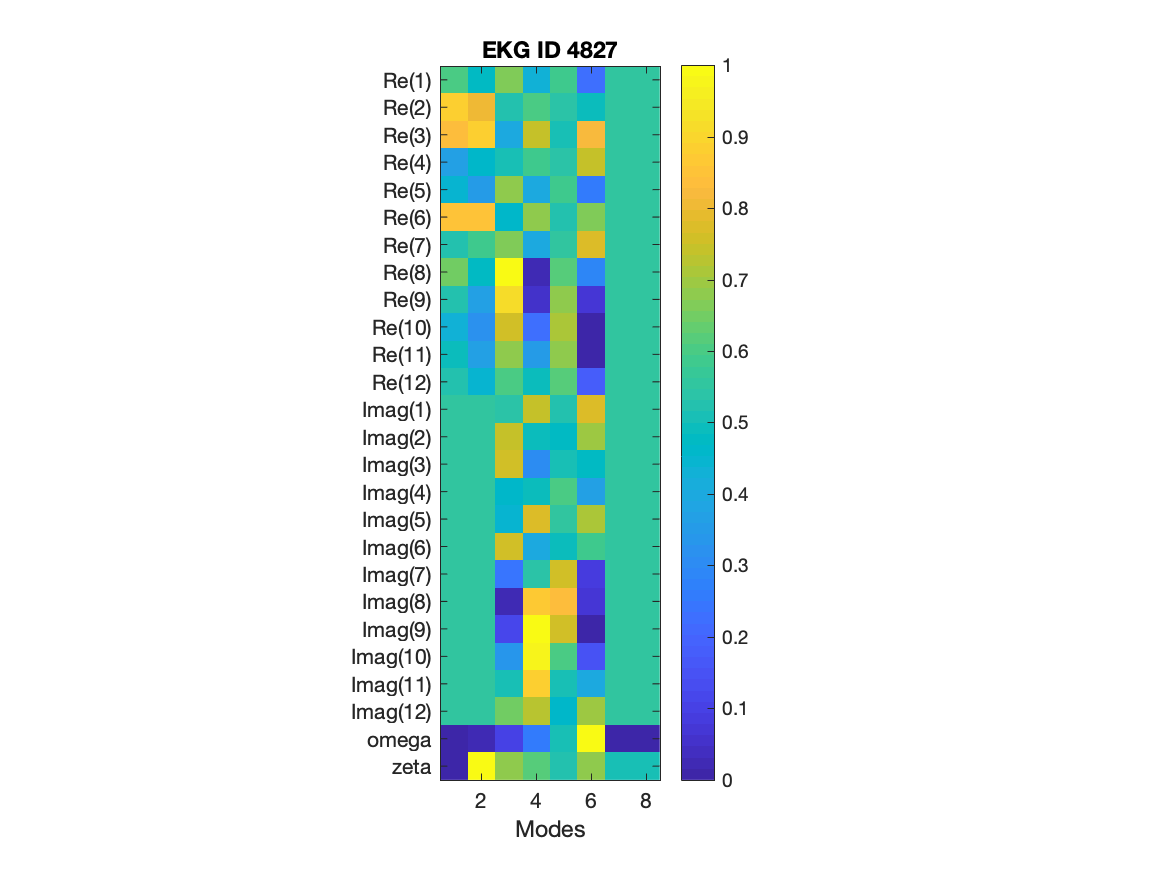 EKG ID 4827
Re(1)
Re(2)
Re(3)
Re(4)
Re(5)
Re(6)
Re(7)
Re(8)
Re(9)
Re(10)
Re(11)
Re(12)
Imag(1)
Imag(2)
Imag(3)
Imag(4)
Imag(5)
Imag(6)
Imag(7)
Imag(8)
Imag(9)
Imag(10)
Imag(11)
Imag(12)
omega
zeta
2 4 6 8
Modes
1
0.9
0.8
0.7
0.6
0.5
0.4
0.3
0.2
0.1
0